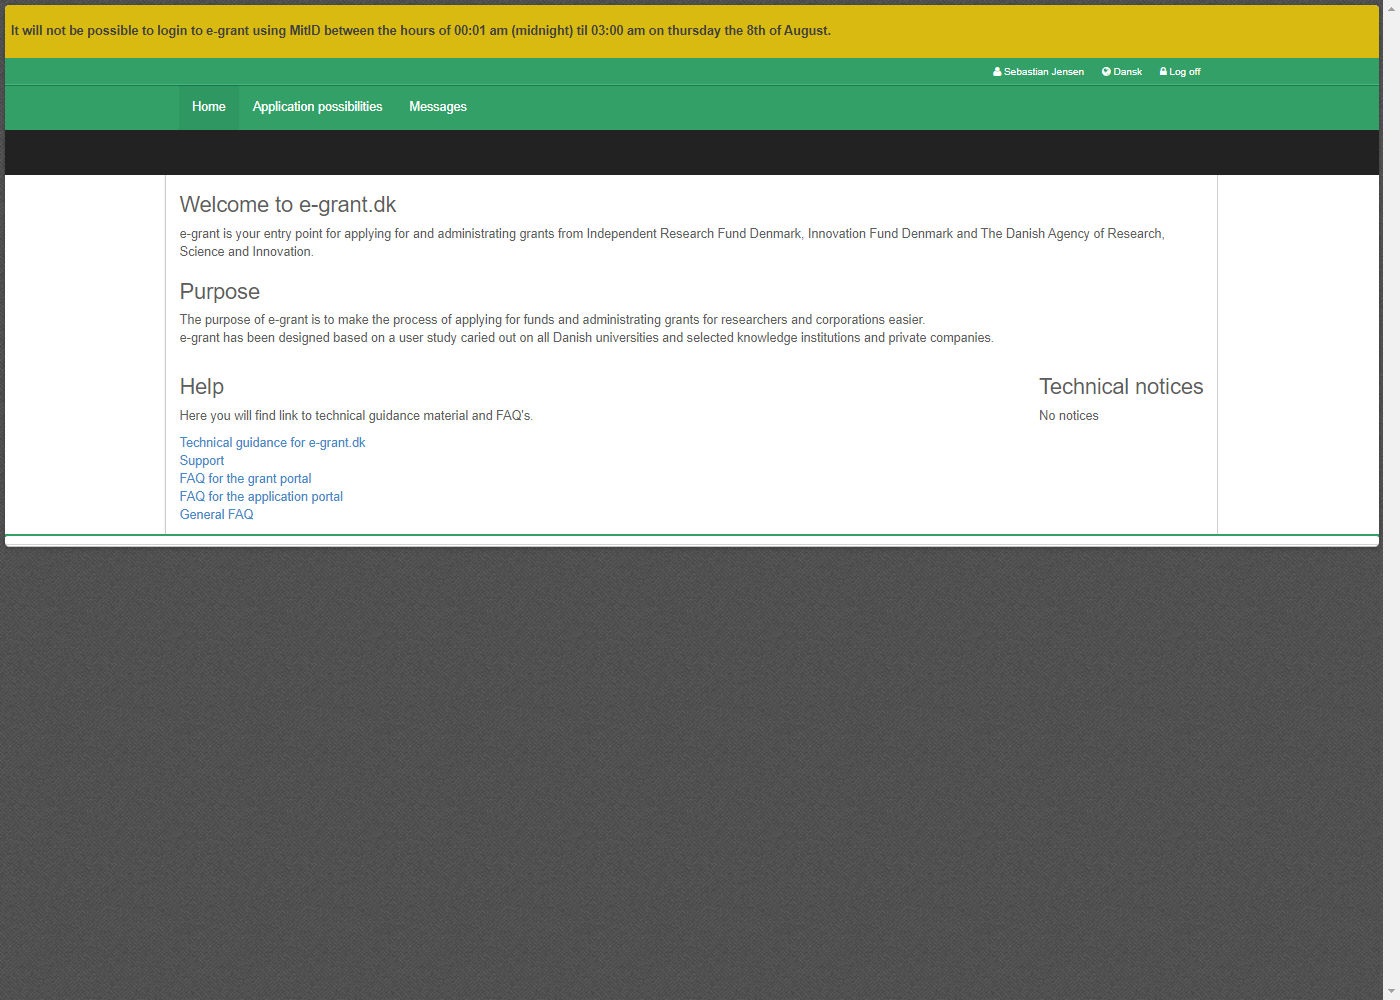 It will not be possible to login to e-grant using MitID between the hours of 00:01 am (midnight) til 03:00 am on thursday the 8th of August.
Sebastian Jensen Dansk Log off
Home Application possibilities Messages
Welcome to e-grant.dk
e-grant is your entry point for applying for and administrating grants from Independent Research Fund Denmark, Innovation Fund Denmark and The Danish Agency of Research,
Science and Innovation.
Purpose
The purpose of e-grant is to make the process of applying for funds and administrating grants for researchers and corporations easier.
e-grant has been designed based on a user study caried out on all Danish universities and selected knowledge institutions and private companies.
Help
Here you will find link to technical guidance material and FAQ's.
Technical guidance for e-grant.dk
Support
FAQ for the grant portal
FAQ for the application portal
General FAQ
Technical notices
No notices